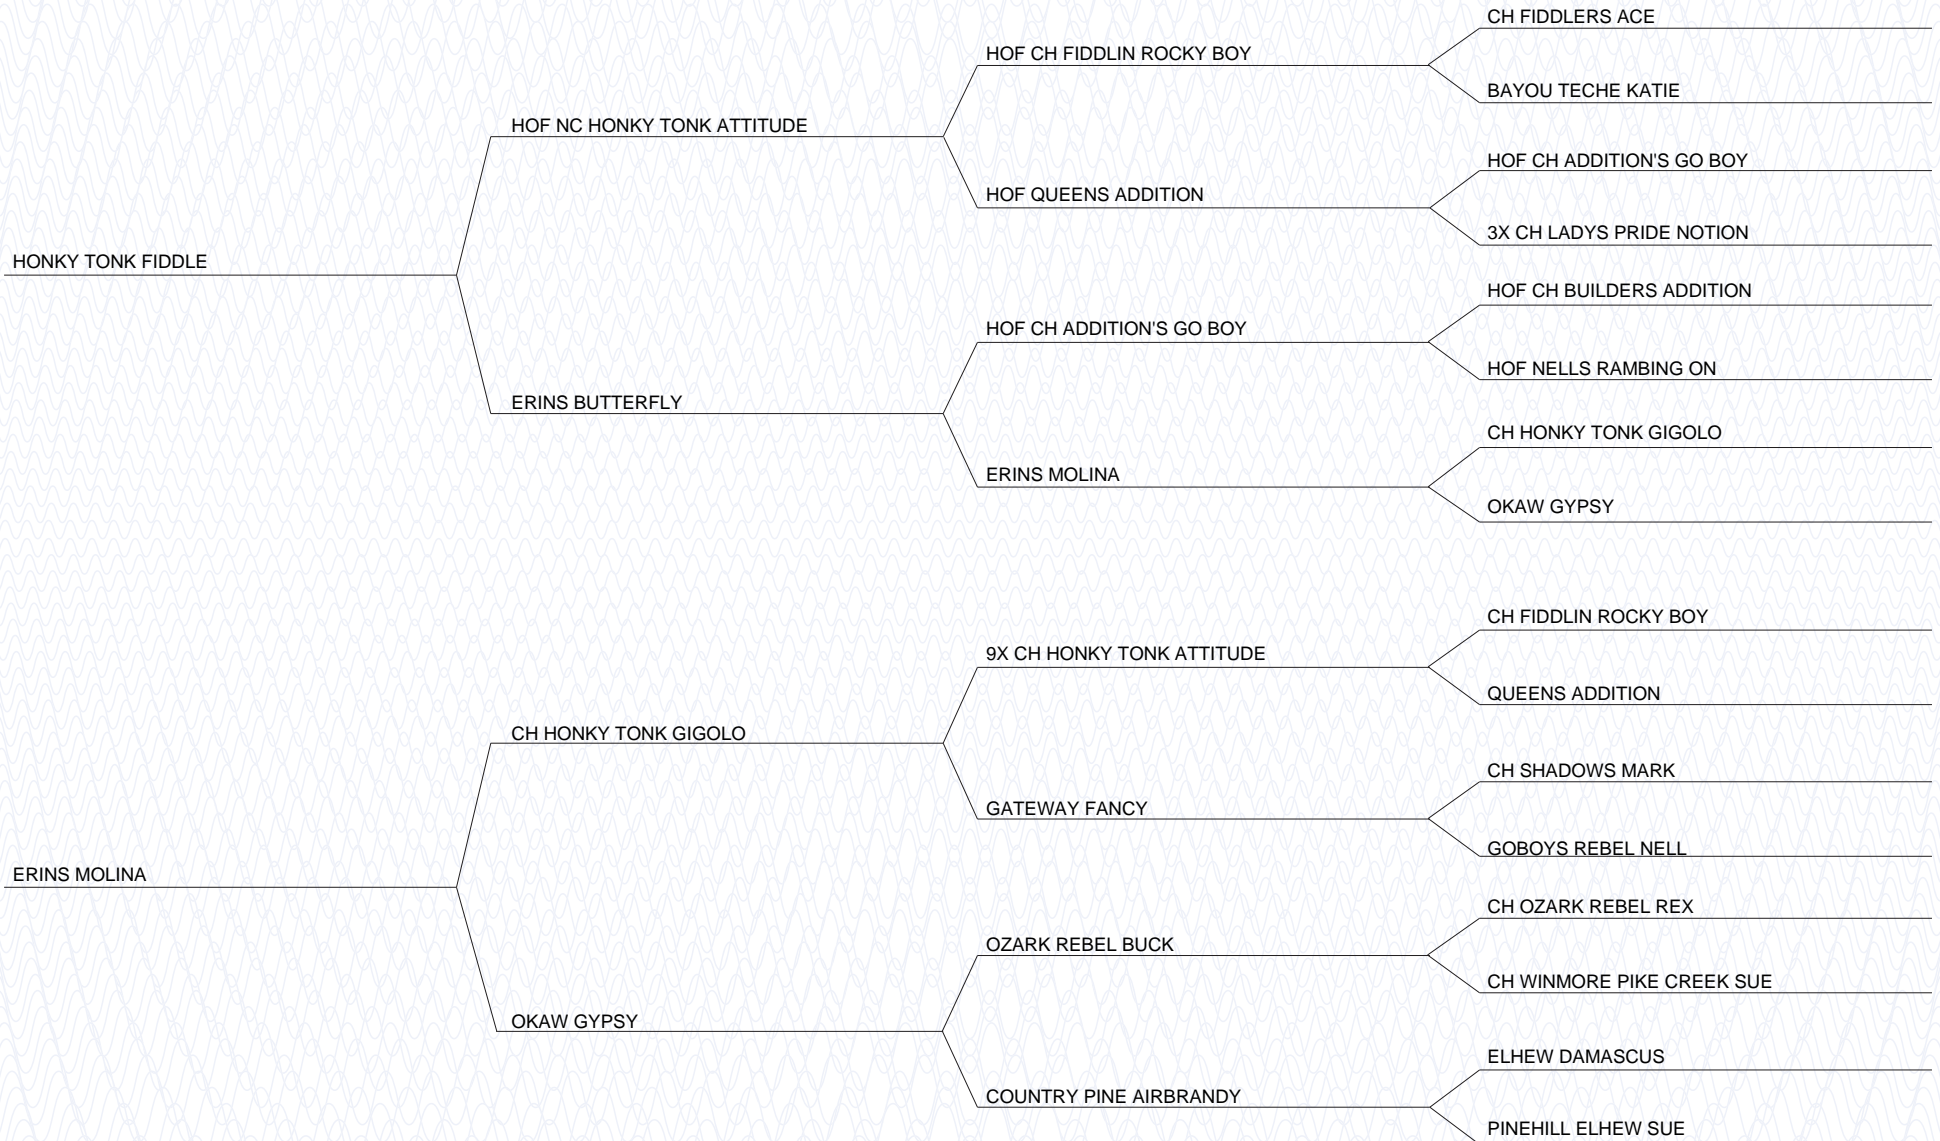 CH FIDDLERS ACE
HOF CH FIDDLIN ROCKY BOY
BAYOU TECHE KATIE
HOF NC HONKY TONK ATTITUDE
HOF CH ADDITION'S GO BOY
HOF QUEENS ADDITION
3X CH LADYS PRIDE NOTION
HONKY TONK FIDDLE
HOF CH BUILDERS ADDITION
HOF CH ADDITION'S GO BOY
HOF NELLS RAMBING ON
ERINS BUTTERFLY
CH HONKY TONK GIGOLO
ERINS MOLINA
OKAW GYPSY
CH FIDDLIN ROCKY BOY
9X CH HONKY TONK ATTITUDE
QUEENS ADDITION
CH HONKY TONK GIGOLO
CH SHADOWS MARK
GATEWAY FANCY
GOBOYS REBEL NELL
ERINS MOLINA
CH OZARK REBEL REX
OZARK REBEL BUCK
CH WINMORE PIKE CREEK SUE
OKAW GYPSY
ELHEW DAMASCUS
COUNTRY PINE AIRBRANDY
PINEHILL ELHEW SUE